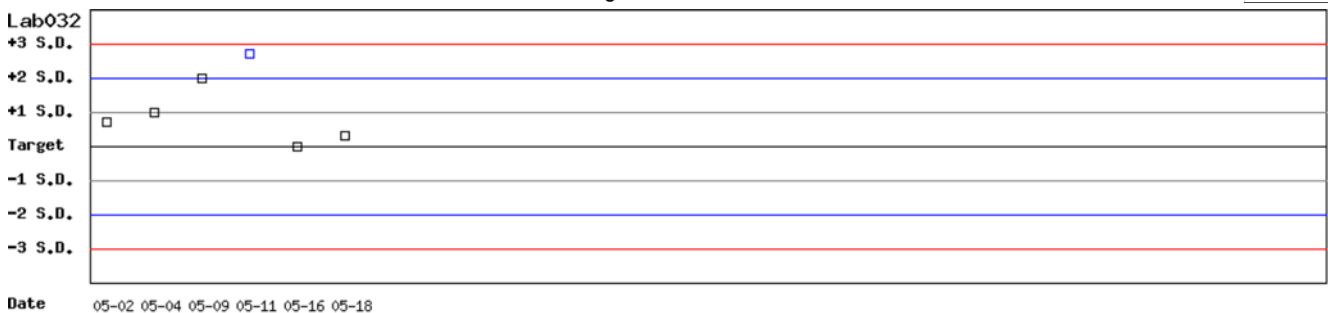 Lab032
+3 S.D.
+2 S.D.
+1 S.D.
Target
-1 S.D.
-2 S.D.
-3 S.D.
Date 05-02 05-04 05-09 05-11 05-16 05-18